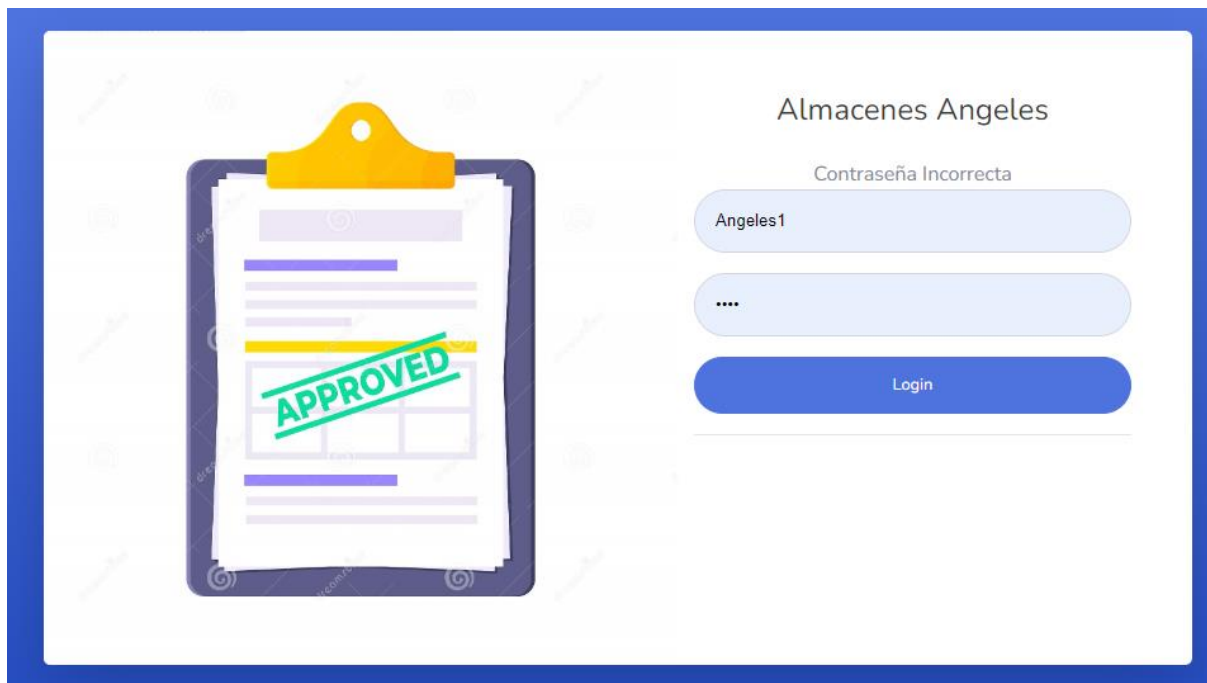 Almacenes Angeles
Contraseña Incorrecta
Angeles1
••••
Login
APPROVED